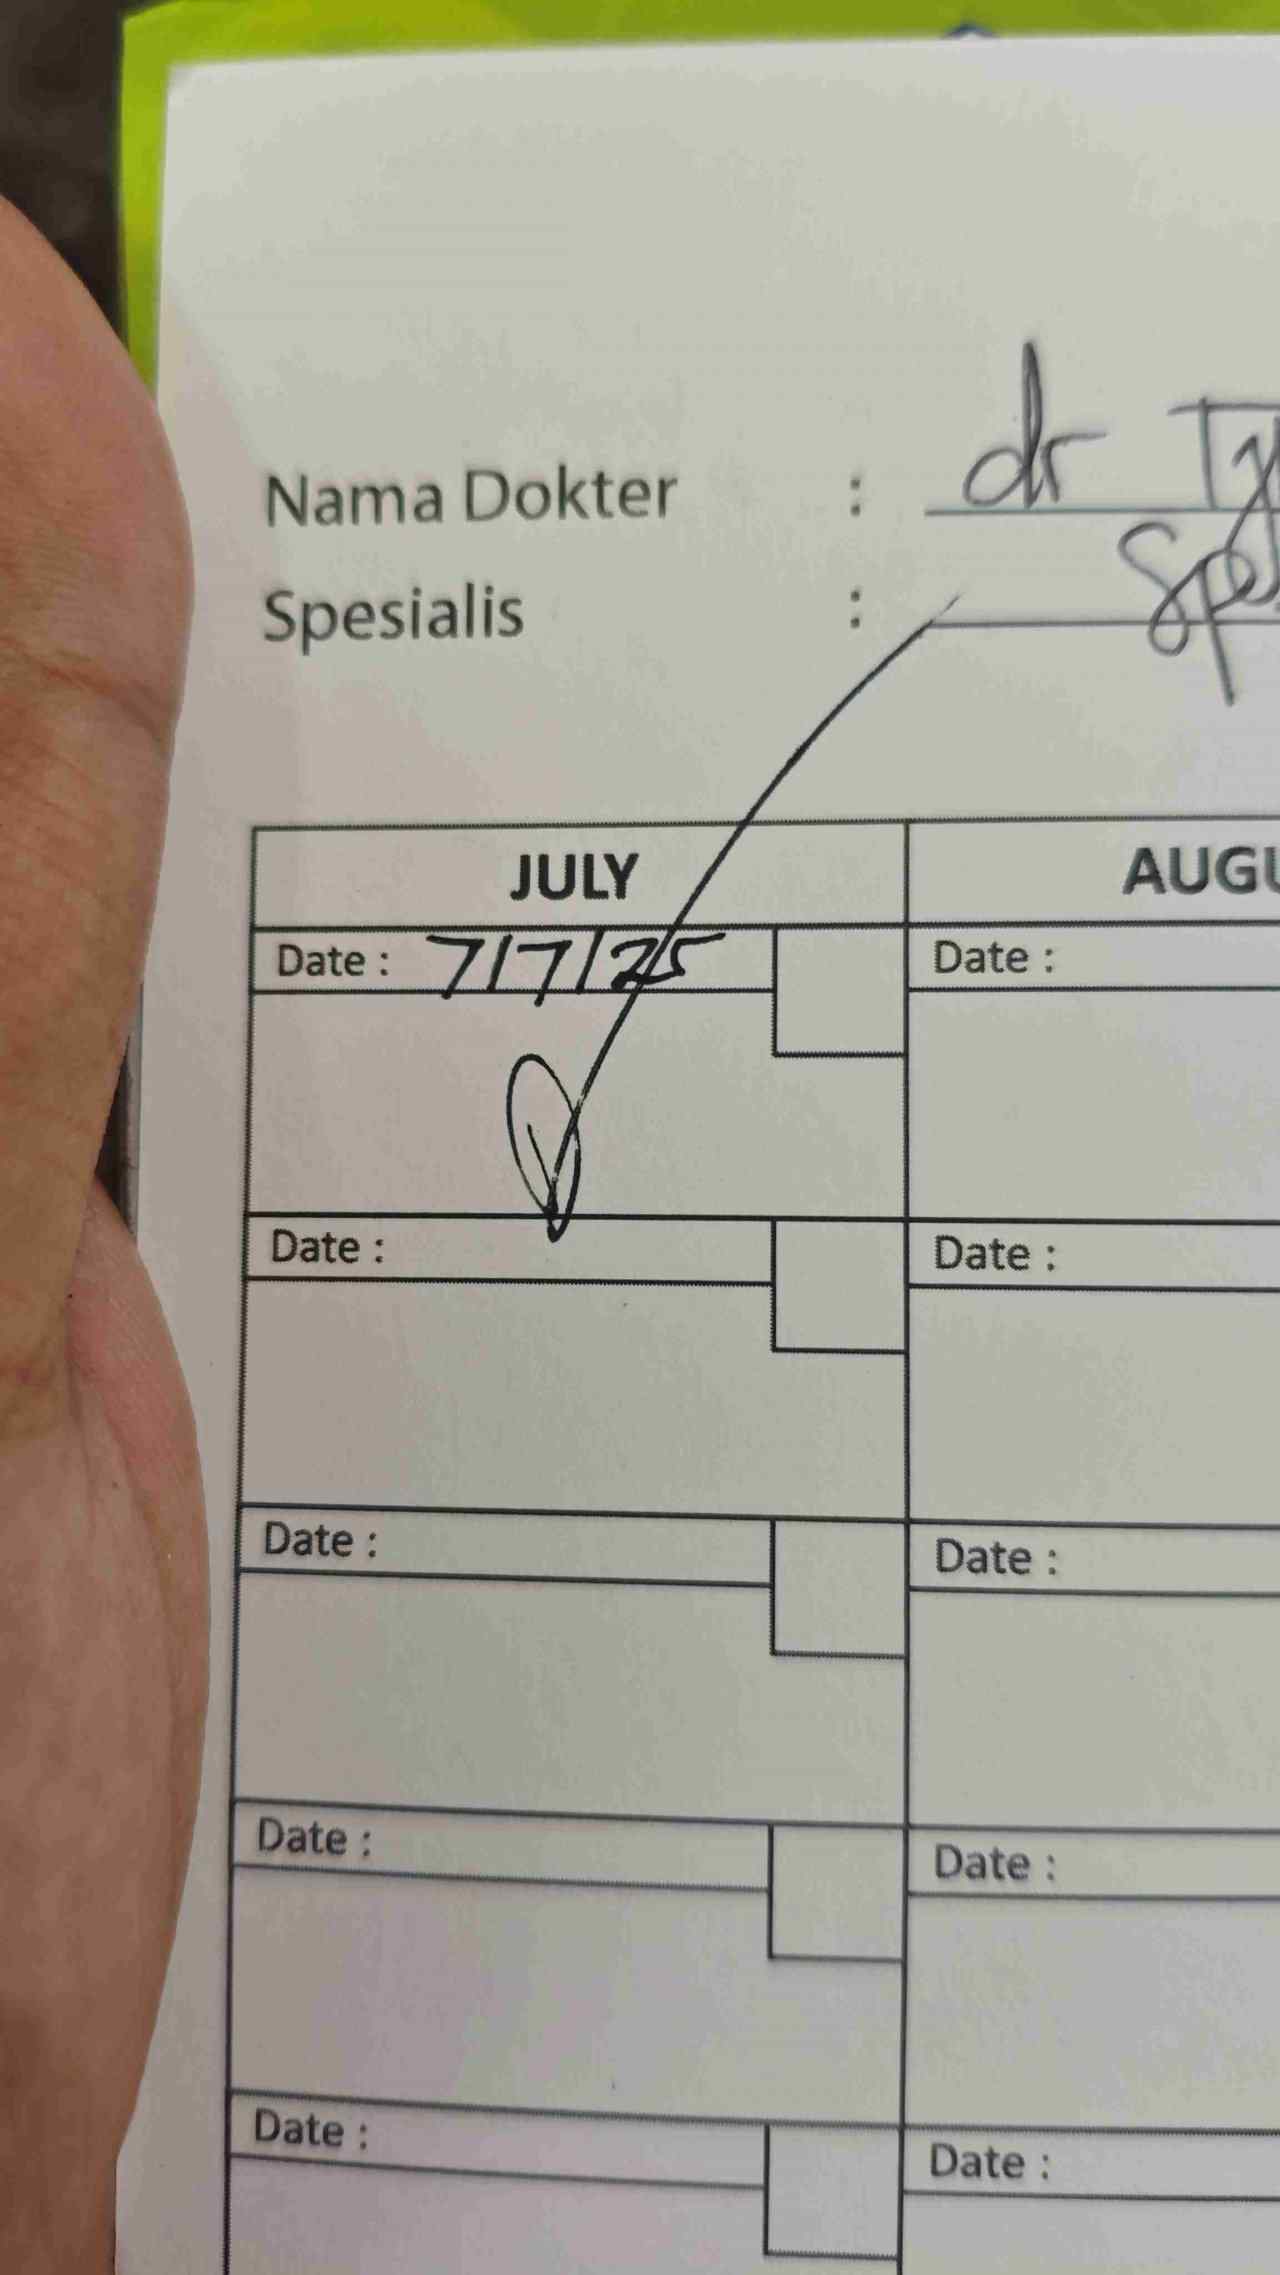 Nama Dokter : dr
Spesialis :
JULY AUGU
Date : 7/7/25 Date :
Date : Date :
Date : Date :
Date : Date :
Date : Date :